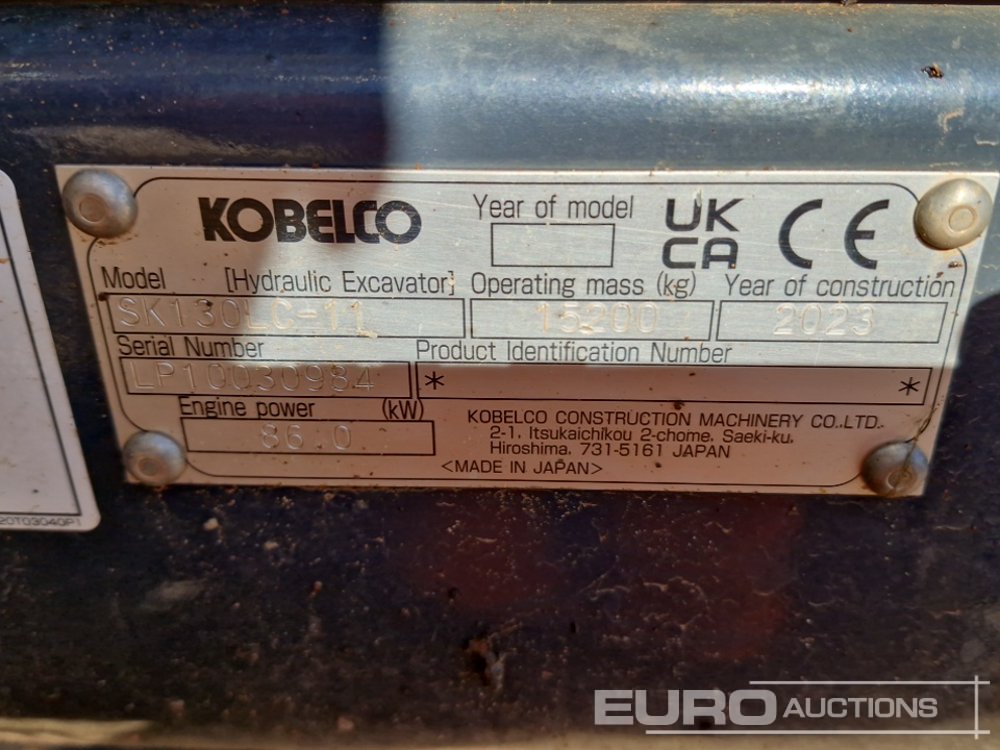 KOBELCO
Year of model
UK
CA CE
Model [Hydraulic Excavator] Operating mass (kg) Year of construction
SK130LC-11 15200 2023
Serial Number Product Identification Number
LP10030984 * *
Engine power (kW)
86.0
KOBELCO CONSTRUCTION MACHINERY CO.,LTD.
2-1, Itsukaichikou 2-chome, Saeki-ku,
Hiroshima, 731-5161 JAPAN
<MADE IN JAPAN>
20T03040P1
EURO AUCTIONS